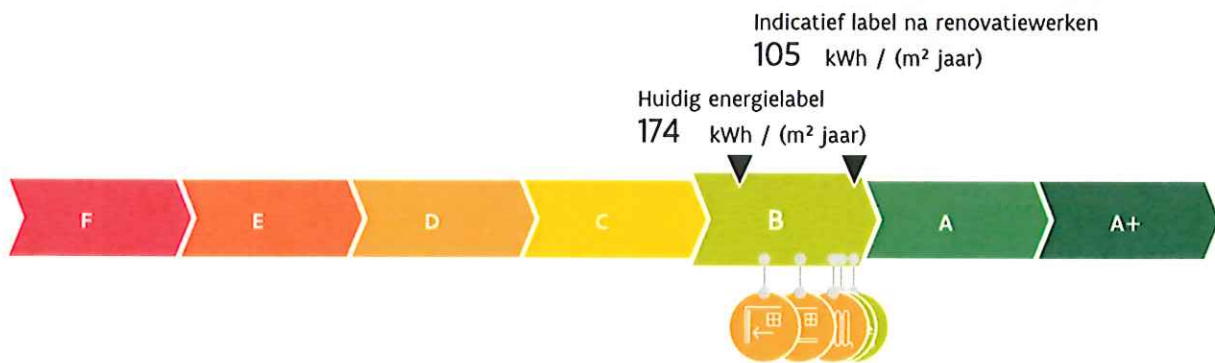 Indicatief label na renovatiewerken
105 kWh / (m² jaar)
Huidig energielabel
174 kWh / (m² jaar)
F E D C B A A+